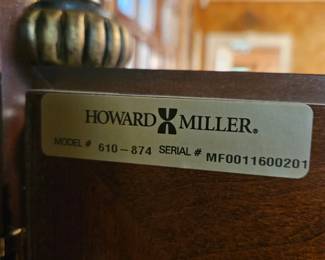 HOWARD MILLER®
MODEL # 610-874 SERIAL # MF0011600201